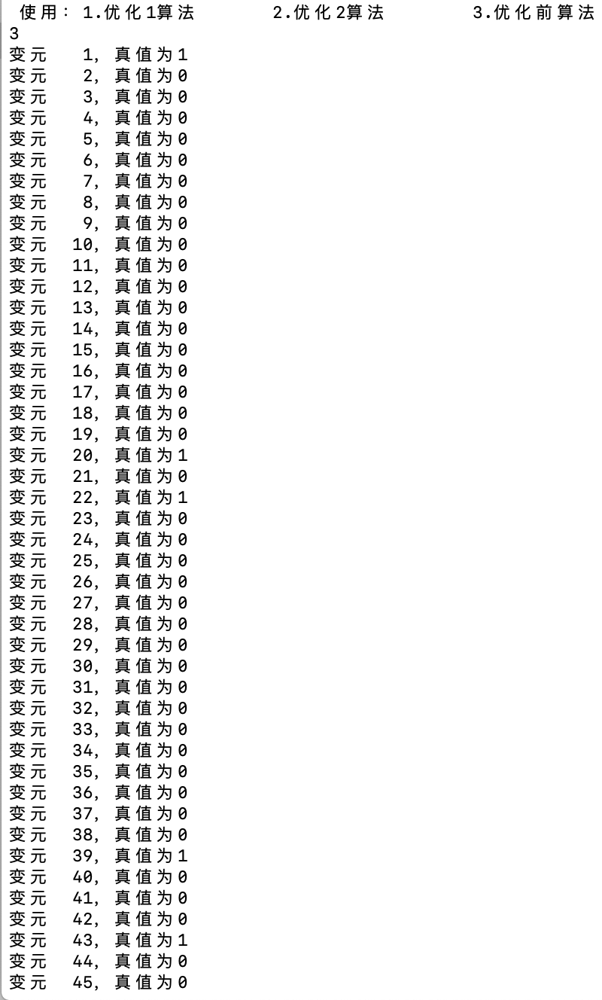 使用: 1.优化1算法 2.优化2算法 3.优化前算法
3
变元 1, 真值为1
变元 2, 真值为0
变元 3, 真值为0
变元 4, 真值为0
变元 5, 真值为0
变元 6, 真值为0
变元 7, 真值为0
变元 8, 真值为0
变元 9, 真值为0
变元 10, 真值为0
变元 11, 真值为0
变元 12, 真值为0
变元 13, 真值为0
变元 14, 真值为0
变元 15, 真值为0
变元 16, 真值为0
变元 17, 真值为0
变元 18, 真值为0
变元 19, 真值为0
变元 20, 真值为1
变元 21, 真值为0
变元 22, 真值为1
变元 23, 真值为0
变元 24, 真值为0
变元 25, 真值为0
变元 26, 真值为0
变元 27, 真值为0
变元 28, 真值为0
变元 29, 真值为0
变元 30, 真值为0
变元 31, 真值为0
变元 32, 真值为0
变元 33, 真值为0
变元 34, 真值为0
变元 35, 真值为0
变元 36, 真值为0
变元 37, 真值为0
变元 38, 真值为0
变元 39, 真值为1
变元 40, 真值为0
变元 41, 真值为0
变元 42, 真值为0
变元 43, 真值为1
变元 44, 真值为0
变元 45, 真值为0